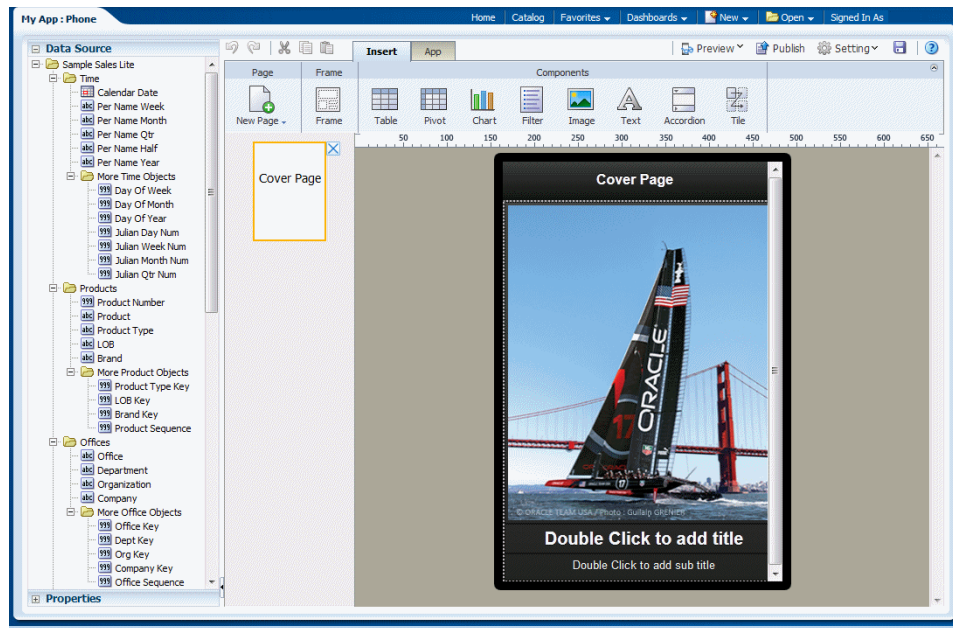 My App : Phone
Home Catalog Favorites Dashboards New Open Signed In As
Data Source
Insert App
Preview Publish Setting
Sample Sales Lite
Time
Calendar Date
Per Name Week
Per Name Month
Per Name Qtr
Per Name Half
Per Name Year
More Time Objects
Day Of Week
Day Of Month
Day Of Year
Julian Day Num
Julian Week Num
Julian Month Num
Julian Qtr Num
Products
Product Number
Product
Product Type
LOB
Brand
More Product Objects
Product Type Key
LOB Key
Brand Key
Product Sequence
Offices
Office
Department
Organization
Company
More Office Objects
Office Key
Dept Key
Org Key
Company Key
Office Sequence
Properties
Page Frame Components
New Page Frame Table Pivot Chart Filter Image Text Accordion Tile
50 100 150 200 250 300 350 400 450 500 550 600 650
Cover Page
Cover Page
ORACLE
17
17
© ORACLE TEAM USA / Photo : Guilain GRENIER
Double Click to add title
Double Click to add sub title